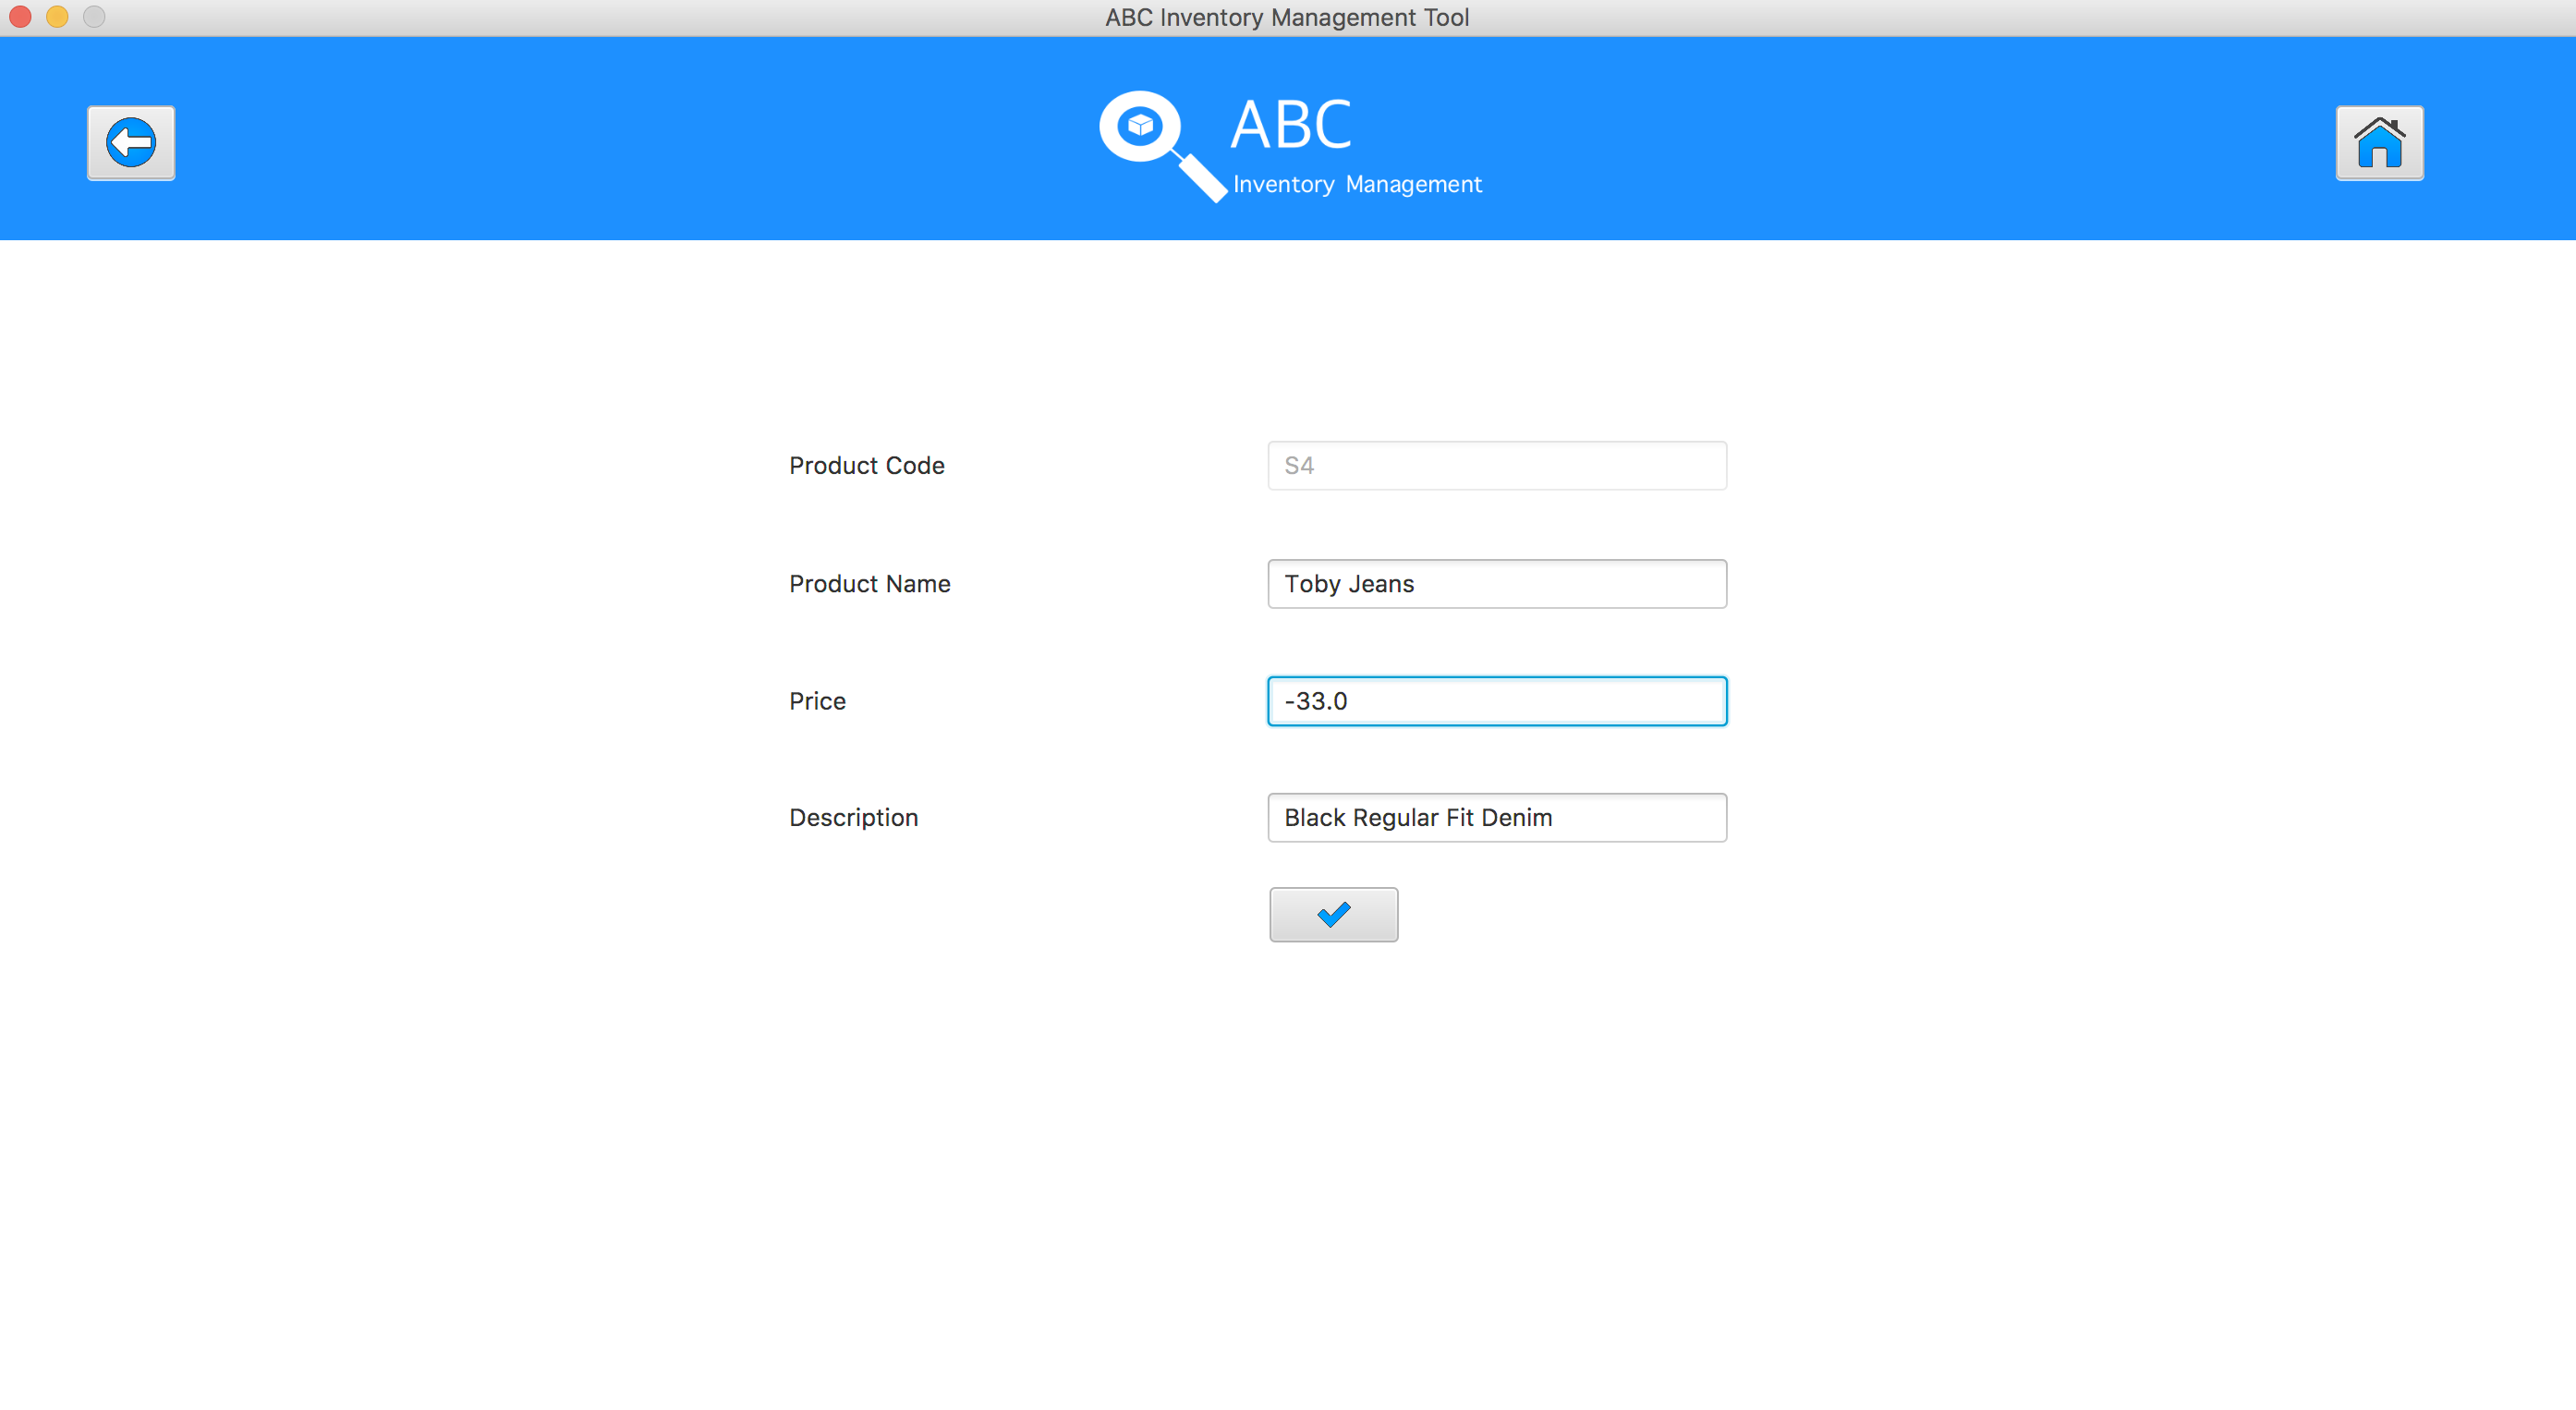 ABC Inventory Management Tool
ABC
Inventory Management
Product Code S4
Product Name Toby Jeans
Price -33.0
Description Black Regular Fit Denim